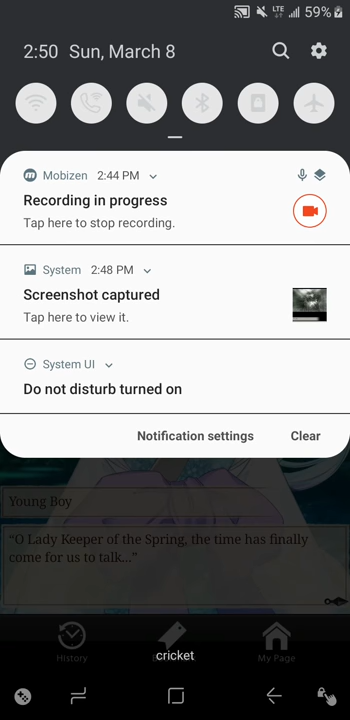 LTE 59%
2:50 Sun, March 8
Mobizen 2:44 PM
Recording in progress
Tap here to stop recording.
System 2:48 PM
Screenshot captured
Tap here to view it.
System UI
Do not disturb turned on
Notification settings Clear
Young Boy
“O Lady Keeper of the Spring, the time has finally
come for us to talk...”
History My Page
cricket